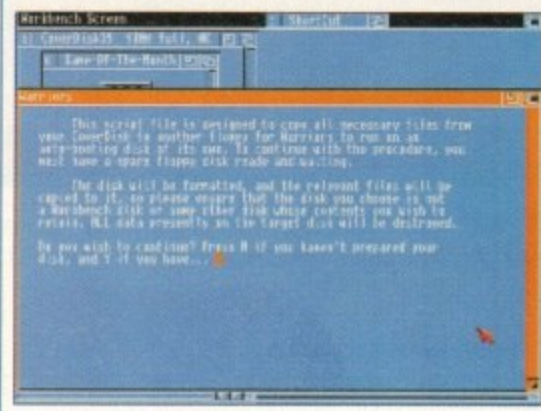 Workbench Screen
ShortCut
CoverDisk35 100% full,
Game-Of-The-Month
Warriors
This script file is designed to copy all necessary files from
your CoverDisk to another floppy for Warriors to run on an
auto-booting disk of its own. To continue with the procedure, you
must have a spare floppy disk ready and waiting.
The disk will be formatted, and the relevant files will be
copied to it, so please ensure that the disk you choose is not
a Workbench disk or some other disk whose contents you wish to
retain. ALL data presently on the target disk will be destroyed.
Do you wish to continue? Press N if you haven't prepared your
disk, and Y if you have...